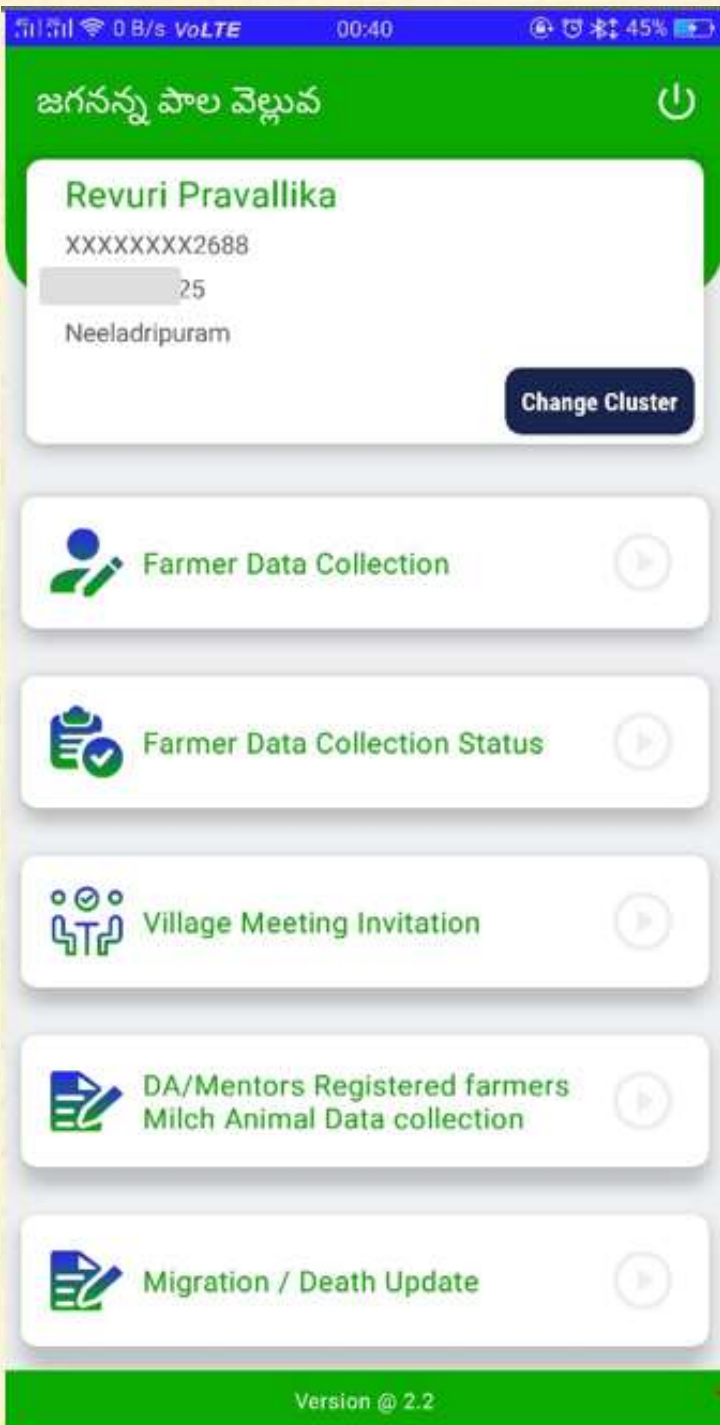 0 B/s VoLTE 00:40 45%
జగనన్న పాల వెల్లువ
Revuri Pravallika
XXXXXXXX2688
25
Neeladripuram
Change Cluster
Farmer Data Collection
Farmer Data Collection Status
Village Meeting Invitation
DA/Mentors Registered farmers
Milch Animal Data collection
Migration / Death Update
Version @ 2.2